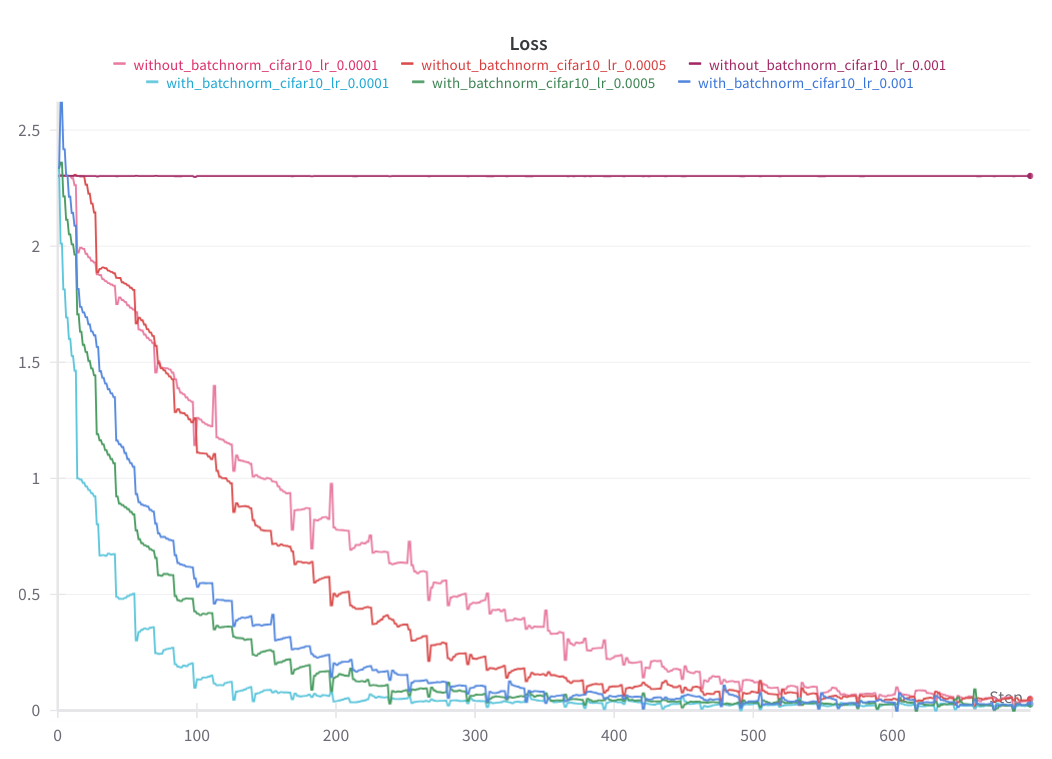 Loss
without_batchnorm_cifar10_lr_0.0001 without_batchnorm_cifar10_lr_0.0005 without_batchnorm_cifar10_lr_0.001
with_batchnorm_cifar10_lr_0.0001 with_batchnorm_cifar10_lr_0.0005 with_batchnorm_cifar10_lr_0.001
2.5
2
1.5
1
0.5
0
Step
0 100 200 300 400 500 600